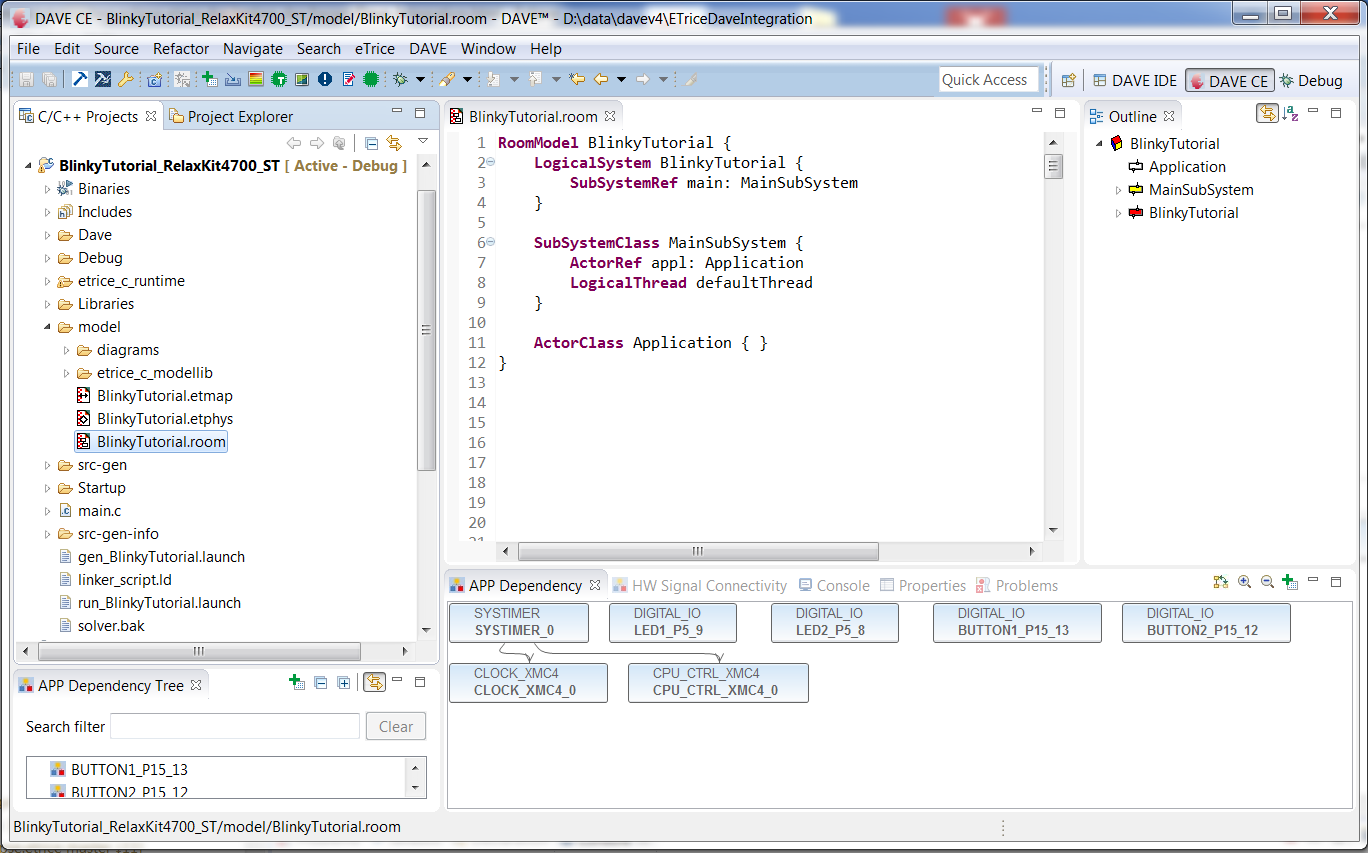 DAVE CE - BlinkyTutorial_RelaxKit4700_ST/model/BlinkyTutorial.room - DAVE™ - D:\data\davev4\ETriceDaveIntegration
File Edit Source Refactor Navigate Search eTrice DAVE Window Help
Quick Access
DAVE IDE
DAVE CE
Debug
C/C++ Projects
Project Explorer
BlinkyTutorial_RelaxKit4700_ST [ Active - Debug ]
Binaries
Includes
Dave
Debug
etrice_c_runtime
Libraries
model
diagrams
etrice_c_modellib
BlinkyTutorial.etmap
BlinkyTutorial.etphys
BlinkyTutorial.room
src-gen
Startup
main.c
src-gen-info
gen_BlinkyTutorial.launch
linker_script.ld
run_BlinkyTutorial.launch
solver.bak
APP Dependency Tree
Search filter
Clear
BUTTON1_P15_13
BUTTON2_P15_12
BlinkyTutorial.room
1 RoomModel BlinkyTutorial {
2 LogicalSystem BlinkyTutorial {
3 SubSystemRef main: MainSubSystem
4 }
5
6 SubSystemClass MainSubSystem {
7 ActorRef appl: Application
8 LogicalThread defaultThread
9 }
10
11 ActorClass Application { }
12 }
13
14
15
16
17
18
19
20
21
Outline
BlinkyTutorial
Application
MainSubSystem
BlinkyTutorial
APP Dependency
HW Signal Connectivity
Console
Properties
Problems
SYSTIMER
SYSTIMER_0
DIGITAL_IO
LED1_P5_9
DIGITAL_IO
LED2_P5_8
DIGITAL_IO
BUTTON1_P15_13
DIGITAL_IO
BUTTON2_P15_12
CLOCK_XMC4
CLOCK_XMC4_0
CPU_CTRL_XMC4
CPU_CTRL_XMC4_0
BlinkyTutorial_RelaxKit4700_ST/model/BlinkyTutorial.room